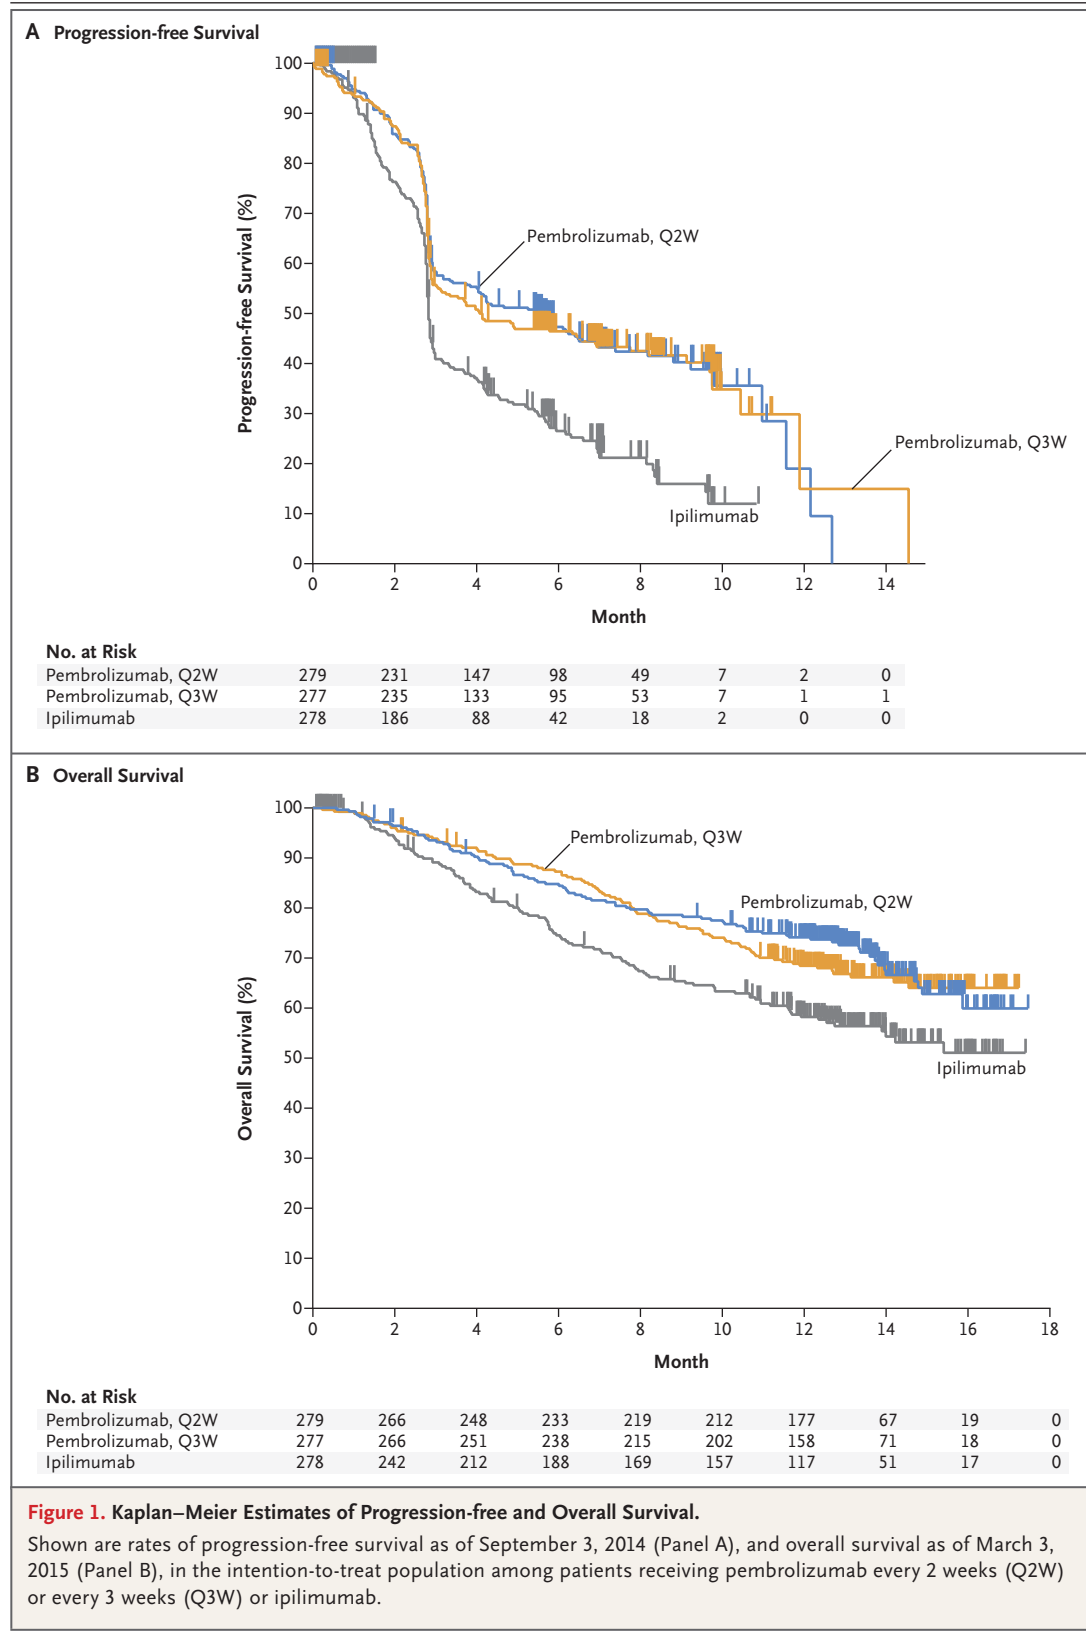 A Progression-free Survival
100
90
80
70
60
50
40
30
20
10
0
Progression-free Survival (%)
Pembrolizumab, Q2W
Pembrolizumab, Q3W
Ipilimumab
0 2 4 6 8 10 12 14
Month
No. at Risk
Pembrolizumab, Q2W 279 231 147 98 49 7 2 0
Pembrolizumab, Q3W 277 235 133 95 53 7 1 1
Ipilimumab 278 186 88 42 18 2 0 0
B Overall Survival
100
90
80
70
60
50
40
30
20
10
0
Overall Survival (%)
Pembrolizumab, Q3W
Pembrolizumab, Q2W
Ipilimumab
0 2 4 6 8 10 12 14 16 18
Month
No. at Risk
Pembrolizumab, Q2W 279 266 248 233 219 212 177 67 19 0
Pembrolizumab, Q3W 277 266 251 238 215 202 158 71 18 0
Ipilimumab 278 242 212 188 169 157 117 51 17 0
Figure 1. Kaplan–Meier Estimates of Progression-free and Overall Survival.
Shown are rates of progression-free survival as of September 3, 2014 (Panel A), and overall survival as of March 3,
2015 (Panel B), in the intention-to-treat population among patients receiving pembrolizumab every 2 weeks (Q2W)
or every 3 weeks (Q3W) or ipilimumab.